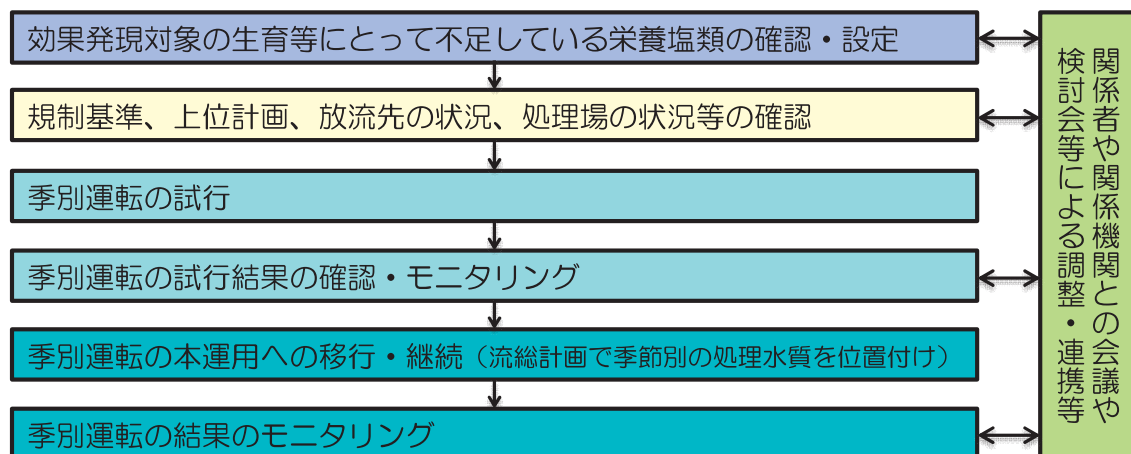 効果発現対象の生育等にとって不足している栄養塩類の確認・設定
規制基準、上位計画、放流先の状況、処理場の状況等の確認
季別運転の試行
季別運転の試行結果の確認・モニタリング
季別運転の本運用への移行・継続（流総計画で季節別の処理水質を位置付け）
季別運転の結果のモニタリング
関係者や関係機関との会議や
検討会等による調整・連携等